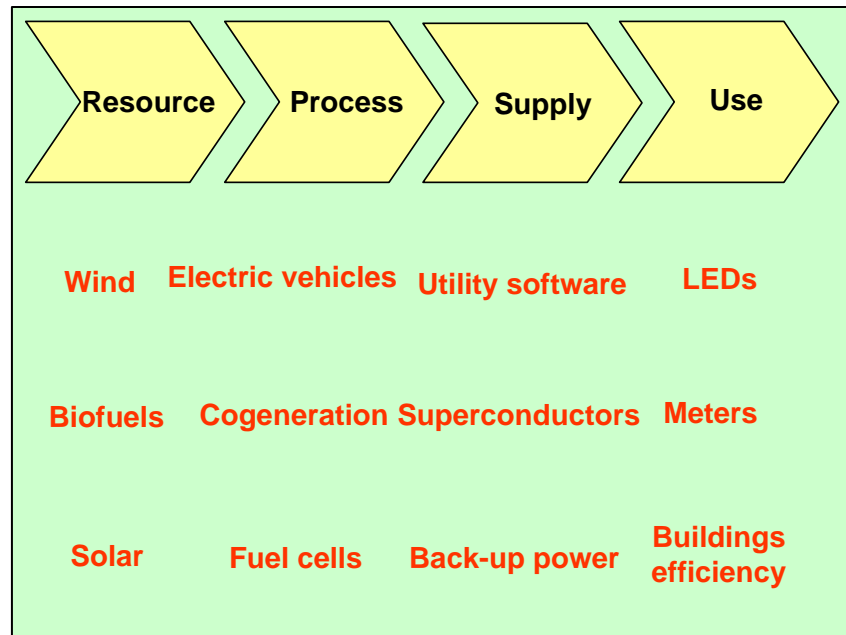 Resource Process Supply Use
Wind Electric vehicles Utility software LEDs
Biofuels Cogeneration Superconductors Meters
Solar Fuel cells Back-up power Buildings
efficiency